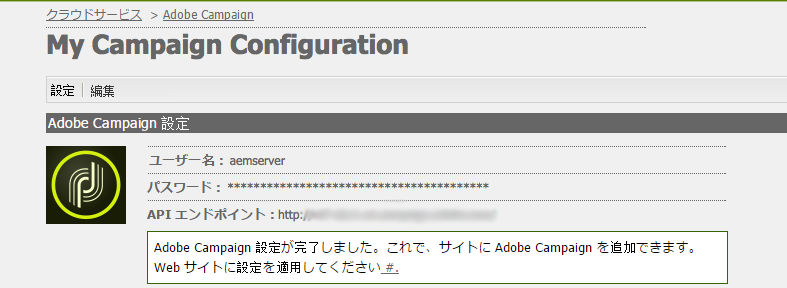 クラウドサービス > Adobe Campaign
My Campaign Configuration
設定 編集
Adobe Campaign 設定
ユーザー名： aemserver
パスワード： ****************************************
API エンドポイント : http:/
Adobe Campaign 設定が完了しました。これで、サイトに Adobe Campaign を追加できます。
Web サイトに設定を適用してください #.